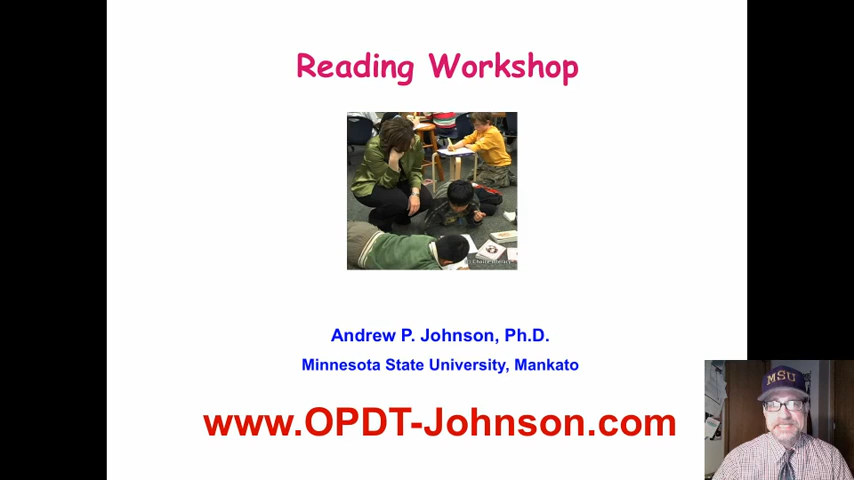 Reading Workshop
Andrew P. Johnson, Ph.D.
Minnesota State University, Mankato
www.OPDT-Johnson.com
MSU